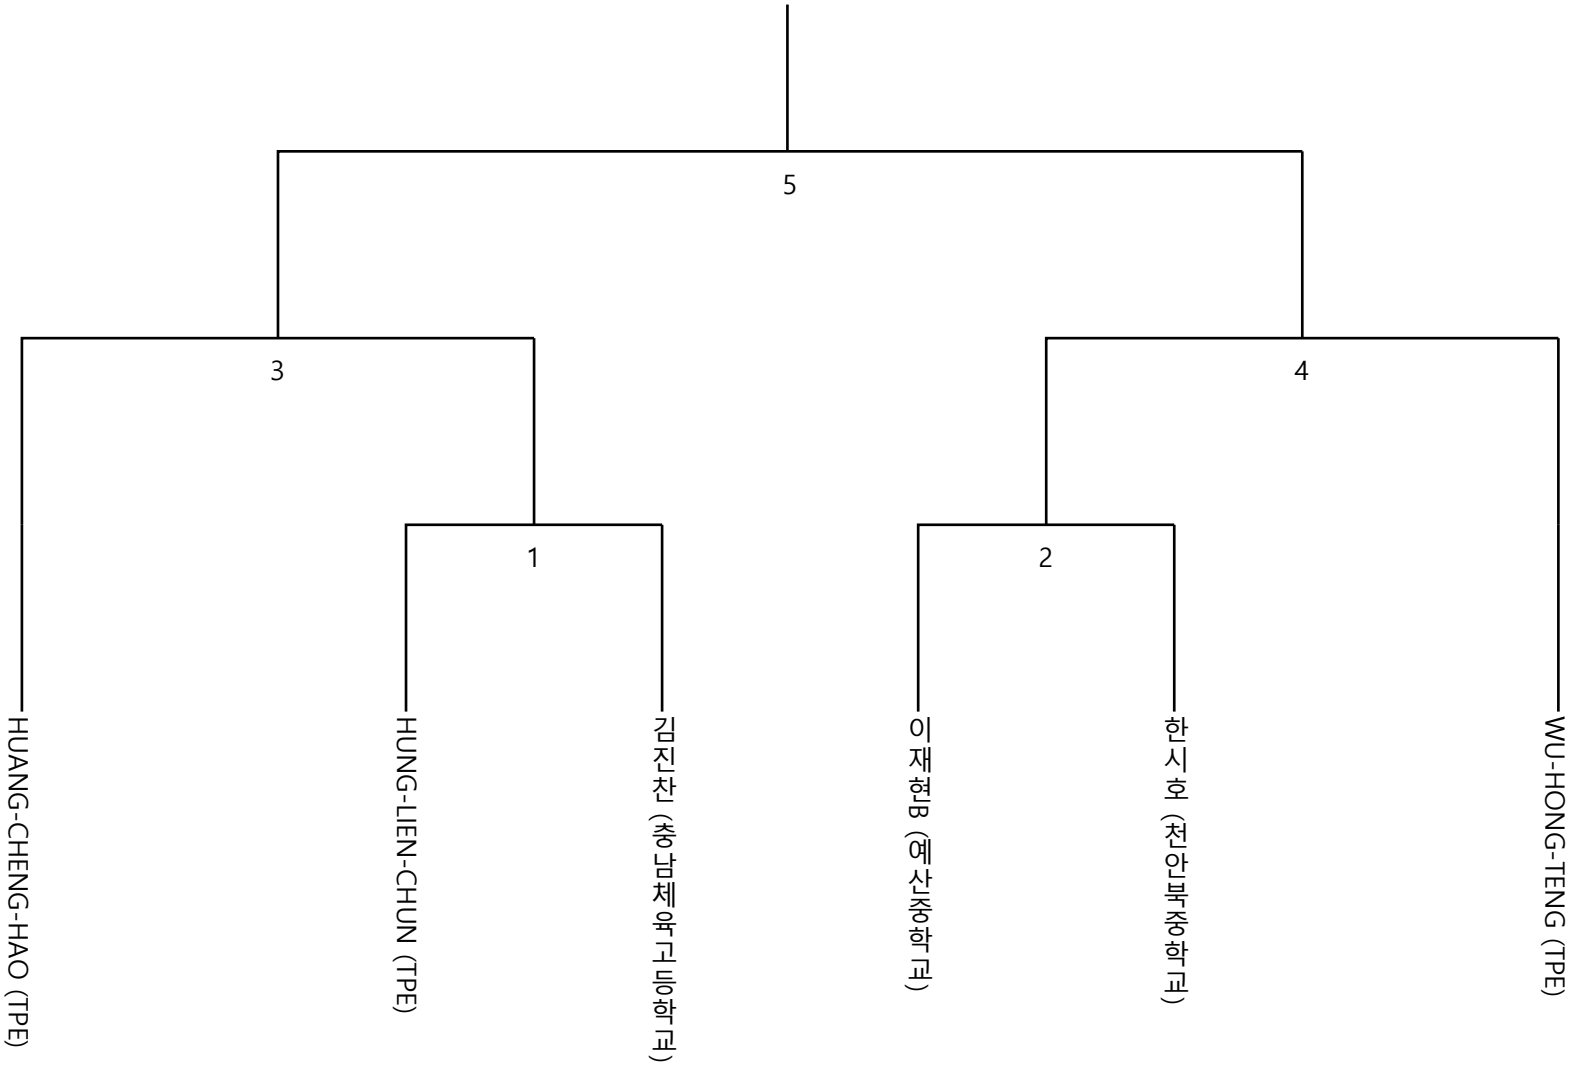 5
3
4
1
2
HUANG-CHENG-HAO (TPE)
HUNG-LIEN-CHUN (TPE)
김진찬 (충남체육고등학교)
이재현B (예산중학교)
한시호 (천안북중학교)
WU-HONG-TENG (TPE)